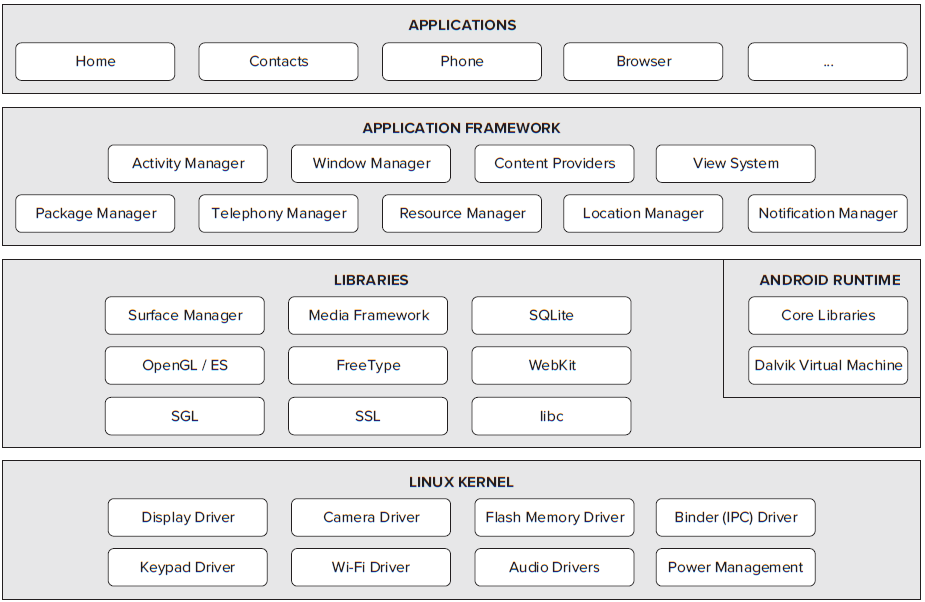 APPLICATIONS
Home Contacts Phone Browser ...
APPLICATION FRAMEWORK
Activity Manager Window Manager Content Providers View System
Package Manager Telephony Manager Resource Manager Location Manager Notification Manager
LIBRARIES ANDROID RUNTIME
Surface Manager Media Framework SQLite Core Libraries
OpenGL / ES FreeType WebKit Dalvik Virtual Machine
SGL SSL libc
LINUX KERNEL
Display Driver Camera Driver Flash Memory Driver Binder (IPC) Driver
Keypad Driver Wi-Fi Driver Audio Drivers Power Management